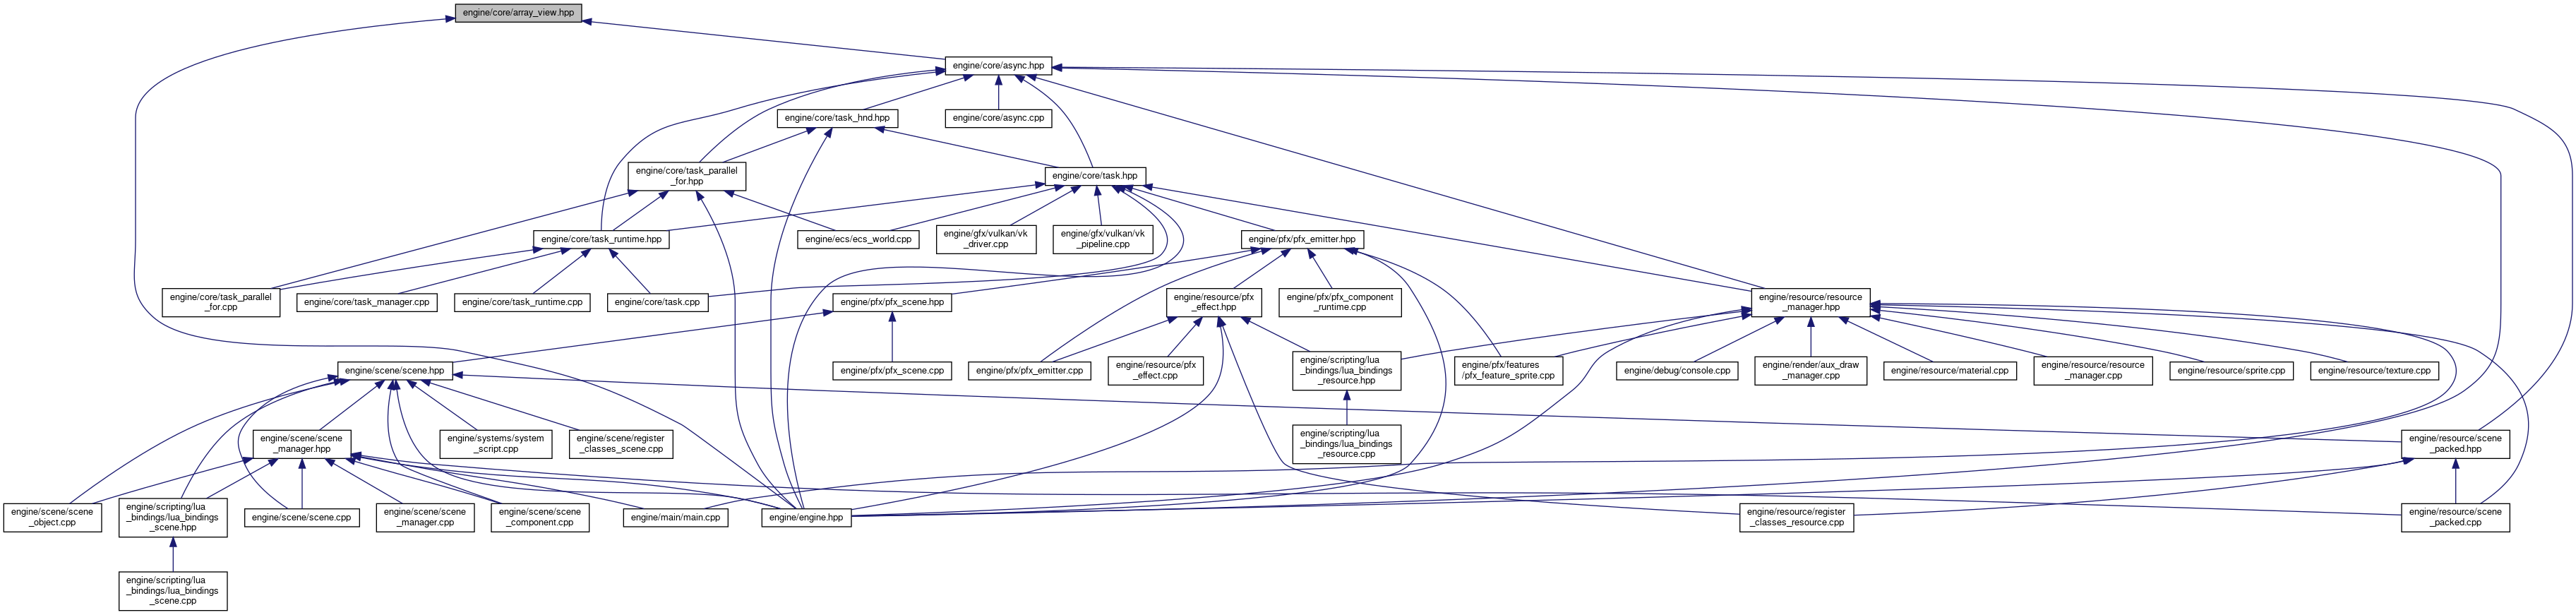 engine/core/array_view.hpp
engine/core/async.hpp
engine/core/task_hnd.hpp
engine/core/async.cpp
engine/core/task_parallel
_for.hpp
engine/core/task.hpp
engine/core/task_runtime.hpp
engine/ecs/ecs_world.cpp
engine/gfx/vulkan/vk
_driver.cpp
engine/gfx/vulkan/vk
_pipeline.cpp
engine/pfx/pfx_emitter.hpp
engine/core/task_parallel
_for.cpp
engine/core/task_manager.cpp
engine/core/task_runtime.cpp
engine/core/task.cpp
engine/pfx/pfx_scene.hpp
engine/resource/pfx
_effect.hpp
engine/pfx/pfx_component
_runtime.cpp
engine/resource/resource
_manager.hpp
engine/scene/scene.hpp
engine/pfx/pfx_scene.cpp
engine/pfx/pfx_emitter.cpp
engine/resource/pfx
_effect.cpp
engine/scripting/lua
_bindings/lua_bindings
_resource.hpp
engine/pfx/features
/pfx_feature_sprite.cpp
engine/debug/console.cpp
engine/render/aux_draw
_manager.cpp
engine/resource/material.cpp
engine/resource/resource
_manager.cpp
engine/resource/sprite.cpp
engine/resource/texture.cpp
engine/scene/scene
_manager.hpp
engine/systems/system
_script.cpp
engine/scene/register
_classes_scene.cpp
engine/scripting/lua
_bindings/lua_bindings
_resource.cpp
engine/resource/scene
_packed.hpp
engine/scene/scene
_object.cpp
engine/scripting/lua
_bindings/lua_bindings
_scene.hpp
engine/scene/scene.cpp
engine/scene/scene
_manager.cpp
engine/scene/scene
_component.cpp
engine/main/main.cpp
engine/engine.hpp
engine/resource/register
_classes_resource.cpp
engine/resource/scene
_packed.cpp
engine/scripting/lua
_bindings/lua_bindings
_scene.cpp